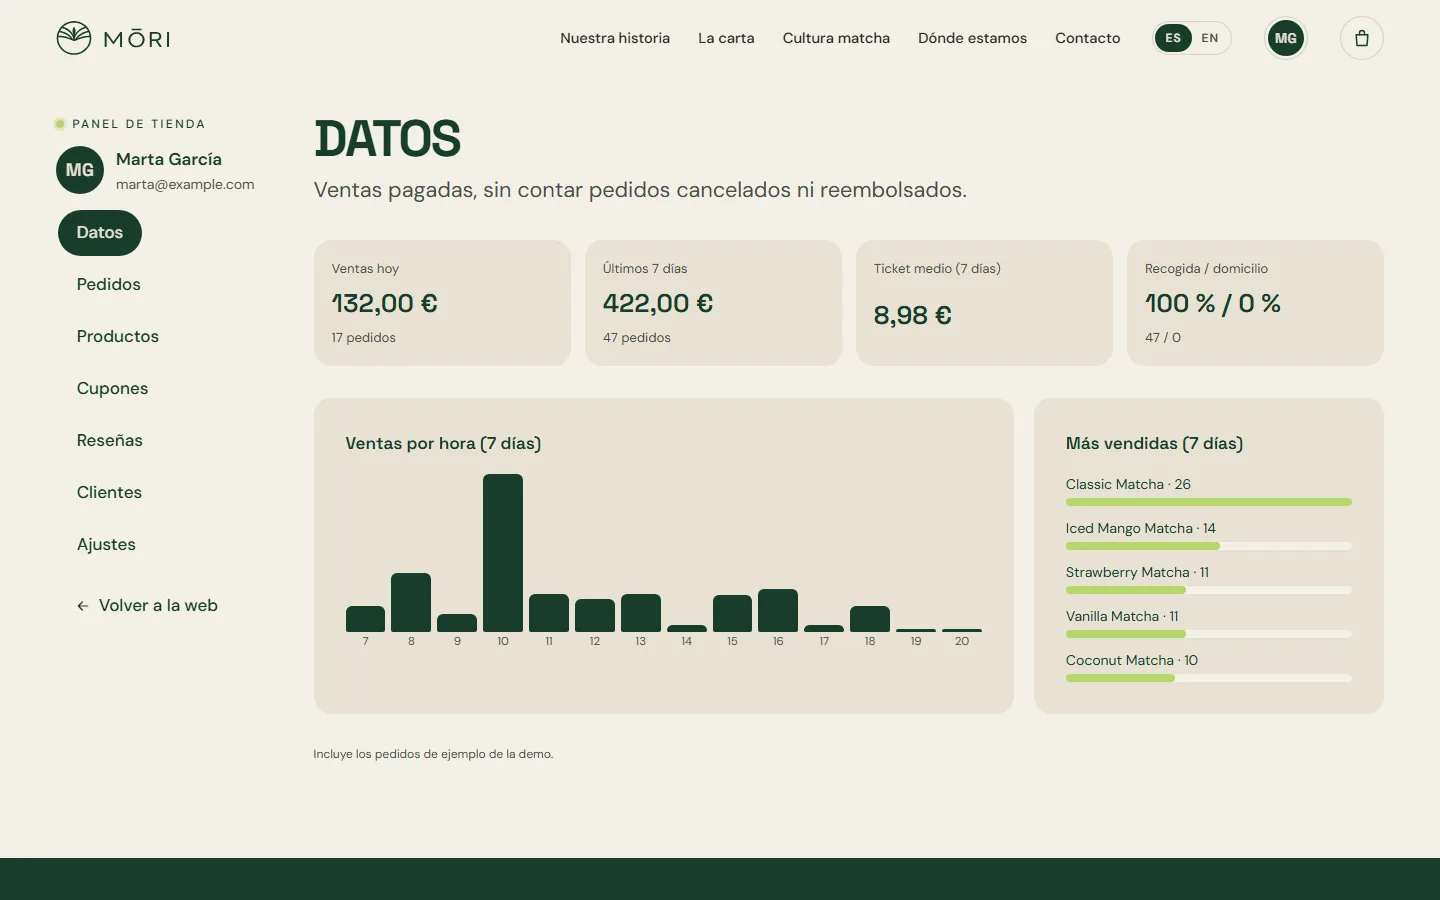 MŌRI
Nuestra historia
La carta
Cultura matcha
Dónde estamos
Contacto
ES EN
MG
PANEL DE TIENDA
MG
Marta García
marta@example.com
Datos
Pedidos
Productos
Cupones
Reseñas
Clientes
Ajustes
← Volver a la web
DATOS
Ventas pagadas, sin contar pedidos cancelados ni reembolsados.
Ventas hoy
132,00 €
17 pedidos
Últimos 7 días
422,00 €
47 pedidos
Ticket medio (7 días)
8,98 €
Recogida / domicilio
100 % / 0 %
47 / 0
Ventas por hora (7 días)
7 8 9 10 11 12 13 14 15 16 17 18 19 20
Más vendidas (7 días)
Classic Matcha · 26
Iced Mango Matcha · 14
Strawberry Matcha · 11
Vanilla Matcha · 11
Coconut Matcha · 10
Incluye los pedidos de ejemplo de la demo.